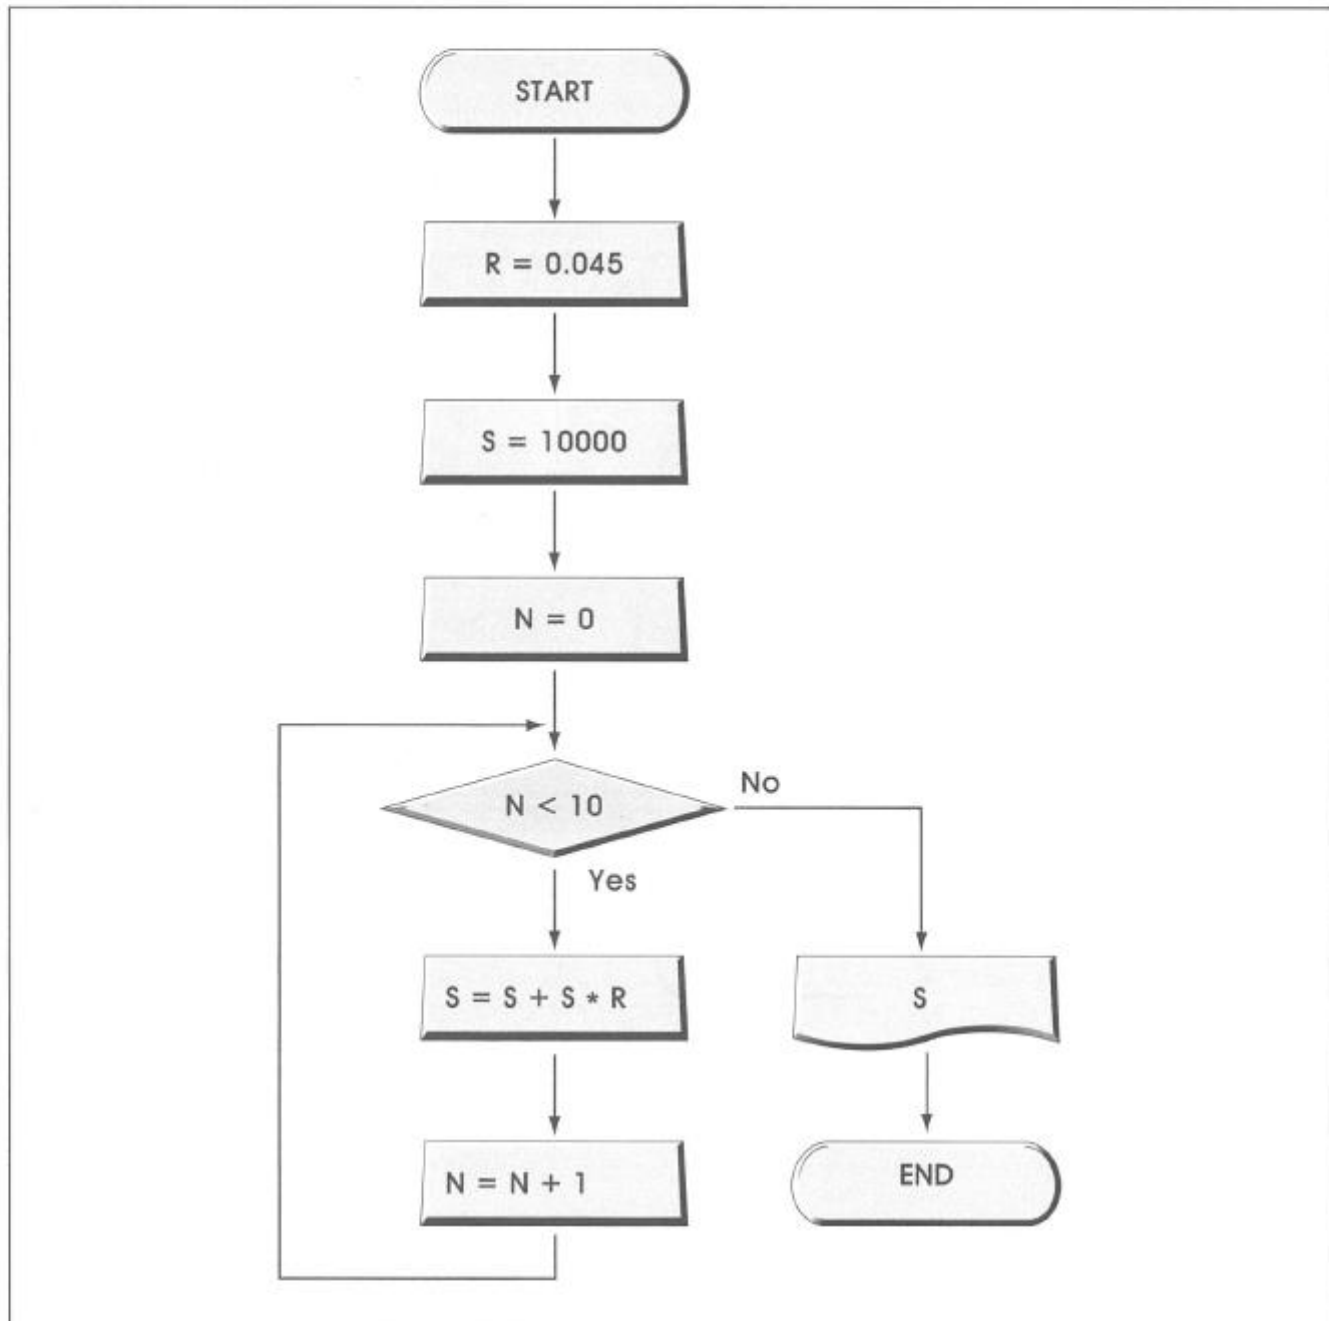 START
R = 0.045
S = 10000
N = 0
N < 10
No
Yes
S = S + S * R
S
N = N + 1
END